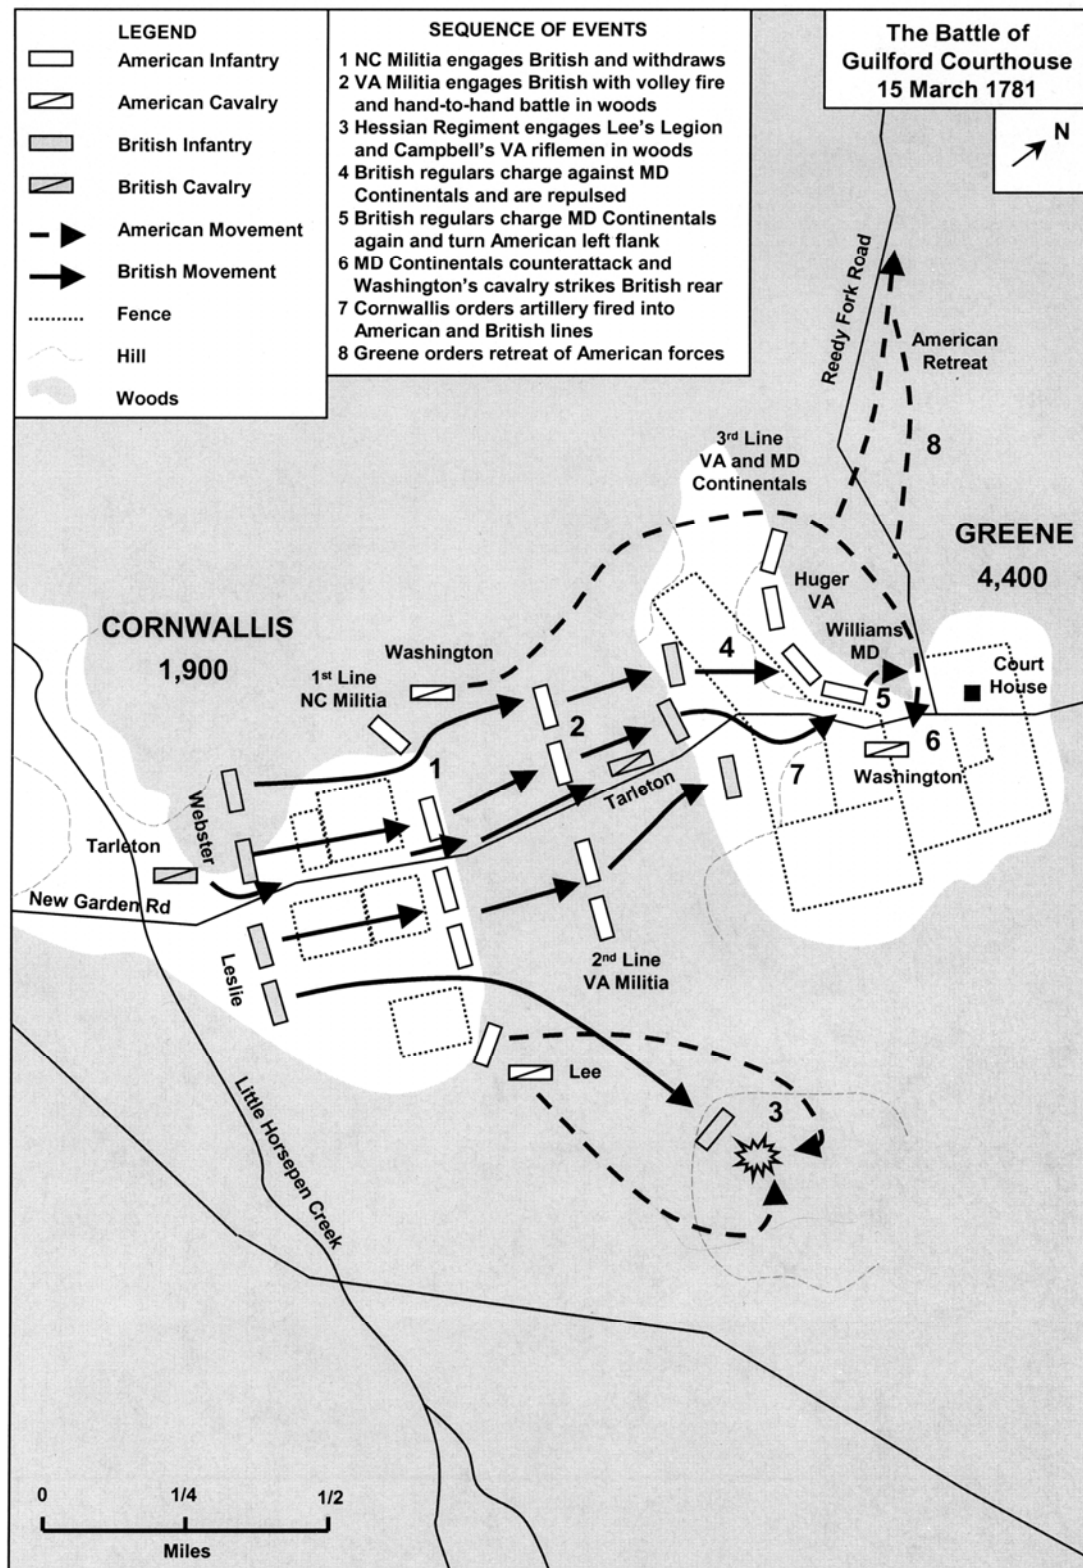 LEGEND
American Infantry
American Cavalry
British Infantry
British Cavalry
American Movement
British Movement
Fence
Hill
Woods
SEQUENCE OF EVENTS
1 NC Militia engages British and withdraws
2 VA Militia engages British with volley fire
and hand-to-hand battle in woods
3 Hessian Regiment engages Lee's Legion
and Campbell's VA riflemen in woods
4 British regulars charge against MD
Continentals and are repulsed
5 British regulars charge MD Continentals
again and turn American left flank
6 MD Continentals counterattack and
Washington's cavalry strikes British rear
7 Cornwallis orders artillery fired into
American and British lines
8 Greene orders retreat of American forces
The Battle of
Guilford Courthouse
15 March 1781
N
Reedy Fork Road
American
Retreat
8
3rd Line
VA and MD
Continentals
GREENE
4,400
Huger
VA
Williams
MD
Court
House
CORNWALLIS
1,900
Washington
1st Line
NC Militia
4
5
2
6
1
7
Washington
Tarleton
Webster
Tarleton
New Garden Rd
Leslie
2nd Line
VA Militia
Lee
3
Little Horsepen Creek
0
1/4
1/2
Miles